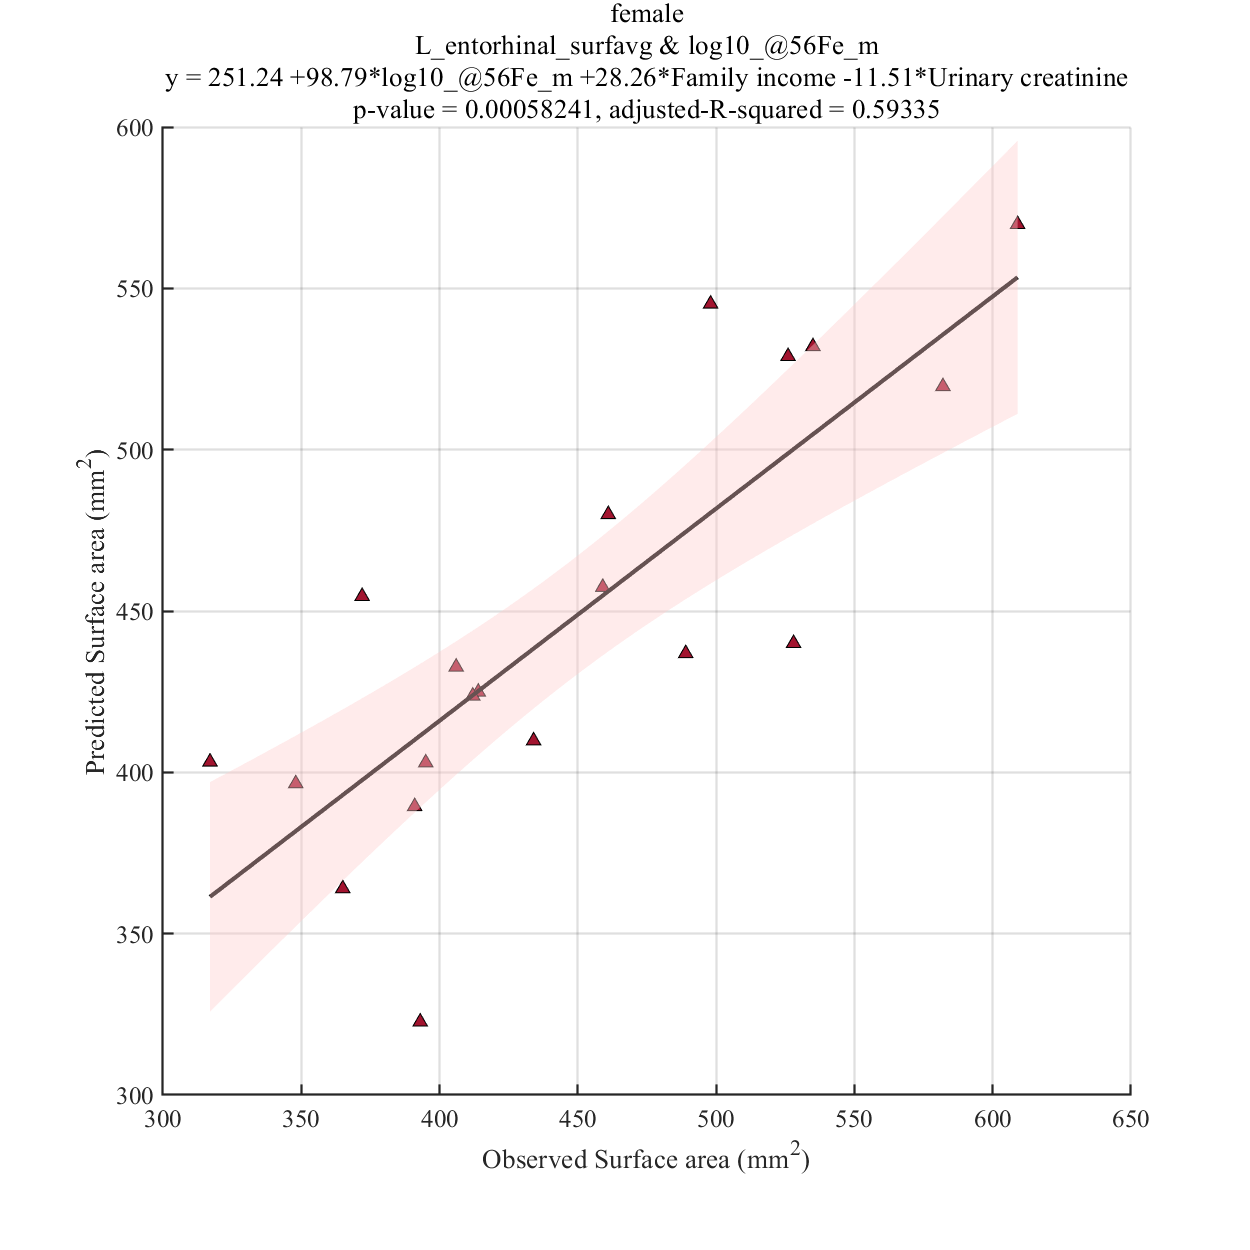 female
L_entorhinal_surfavg & log10_@56Fe_m
y = 251.24 +98.79*log10_@56Fe_m +28.26*Family income -11.51*Urinary creatinine
p-value = 0.00058241, adjusted-R-squared = 0.59335
600
550
500
450
400
350
300
Predicted Surface area (mm²)
300 350 400 450 500 550 600 650
Observed Surface area (mm²)